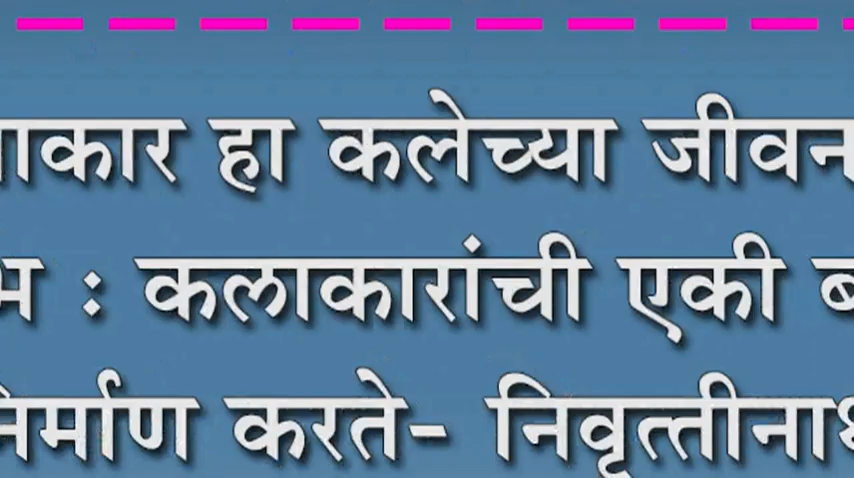 ाकार हा कलेच्या जीवन
भ : कलाकारांची एकी ब
निर्माण करते- निवृत्तीनाथ